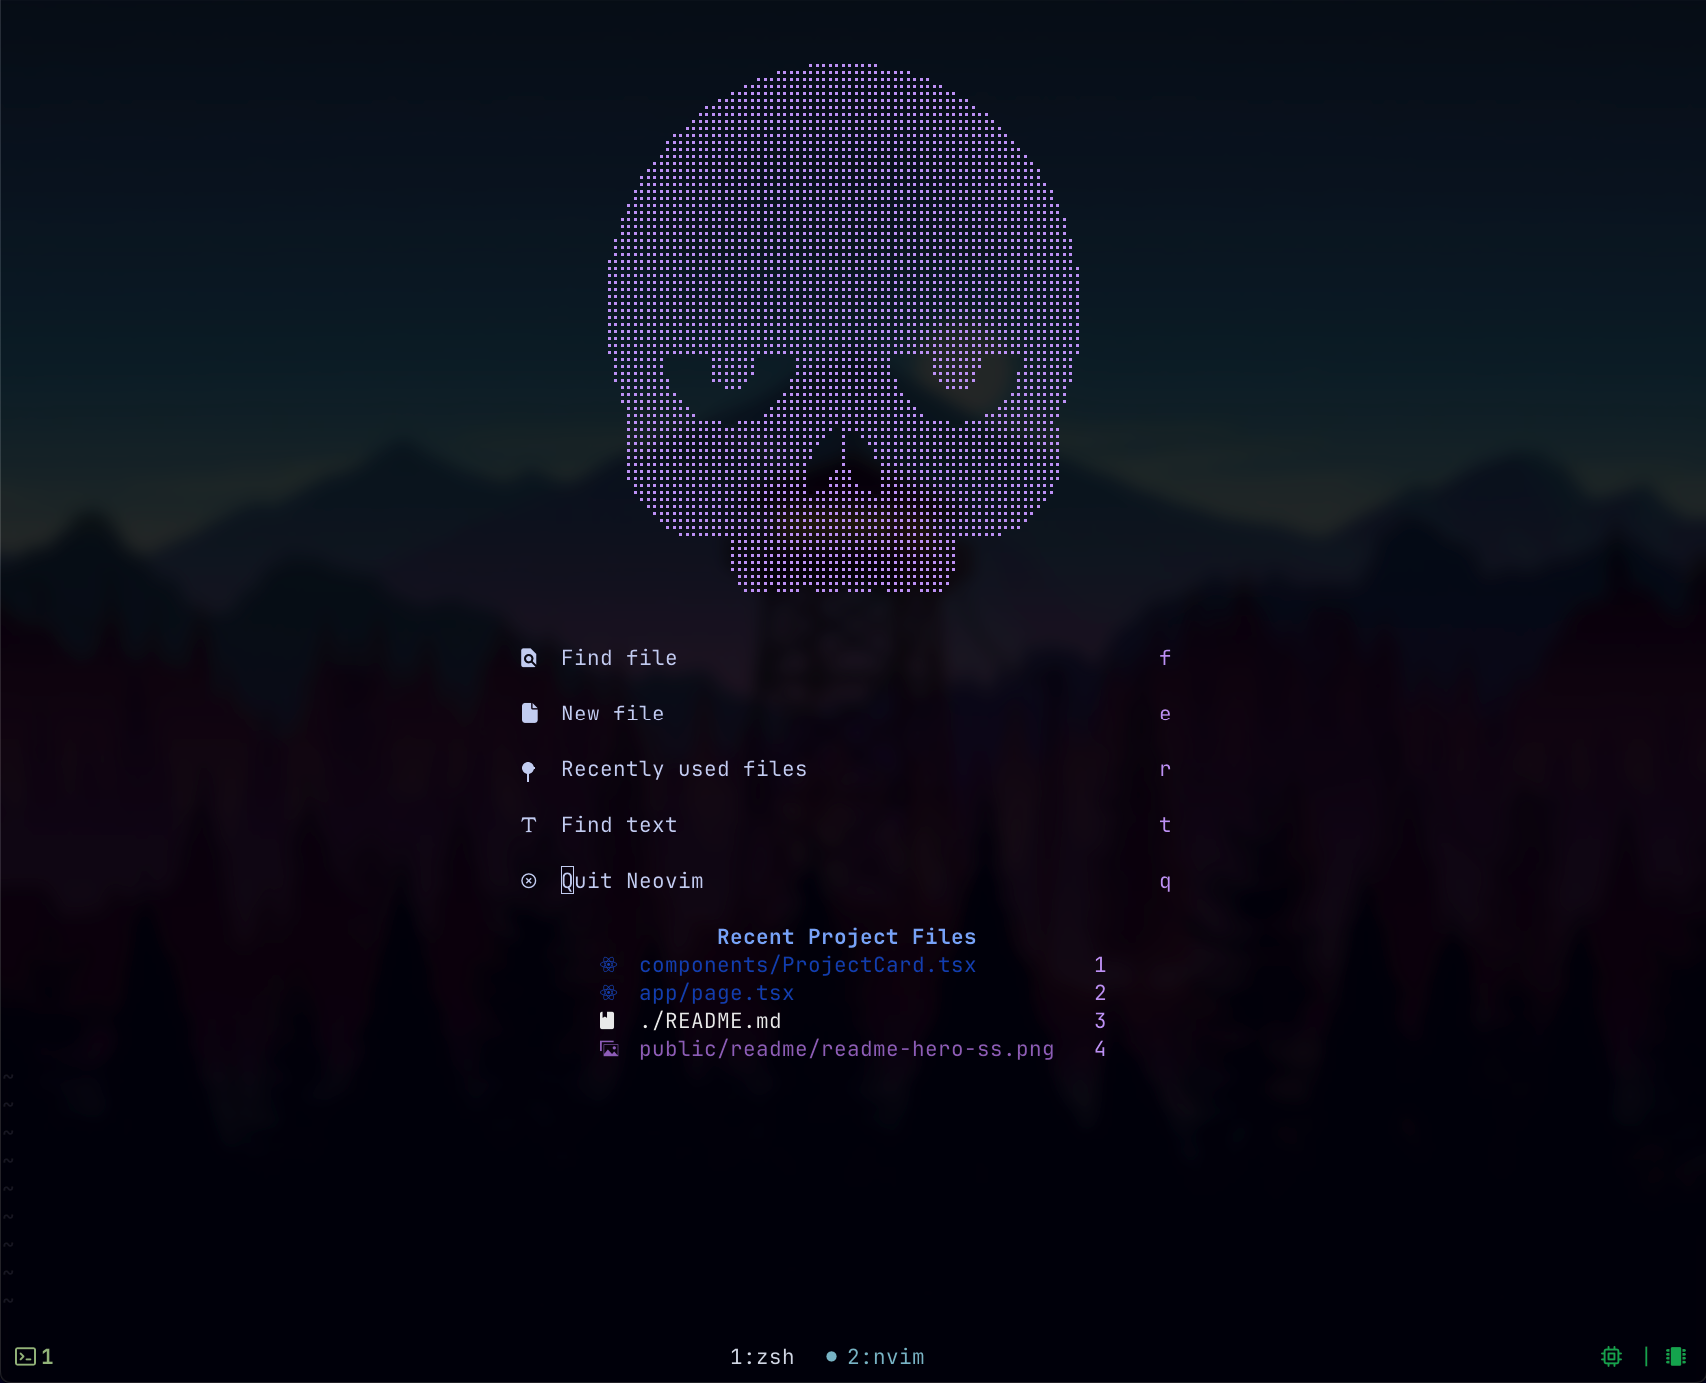 Find file f
New file e
Recently used files r
Find text t
Quit Neovim q
Recent Project Files
components/ProjectCard.tsx 1
app/page.tsx 2
./README.md 3
public/readme/readme-hero-ss.png 4
~
~
~
~
~
~
~
~
~
1 1:zsh ● 2:nvim |